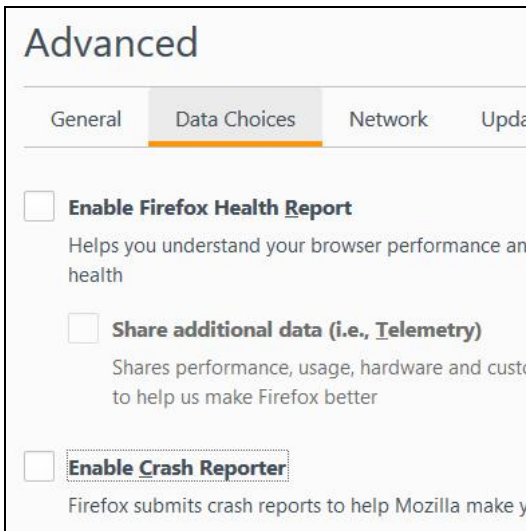 Advanced
General Data Choices Network Upda
Enable Firefox Health Report
Helps you understand your browser performance an
health
Share additional data (i.e., Telemetry)
Shares performance, usage, hardware and custo
to help us make Firefox better
Enable Crash Reporter
Firefox submits crash reports to help Mozilla make y